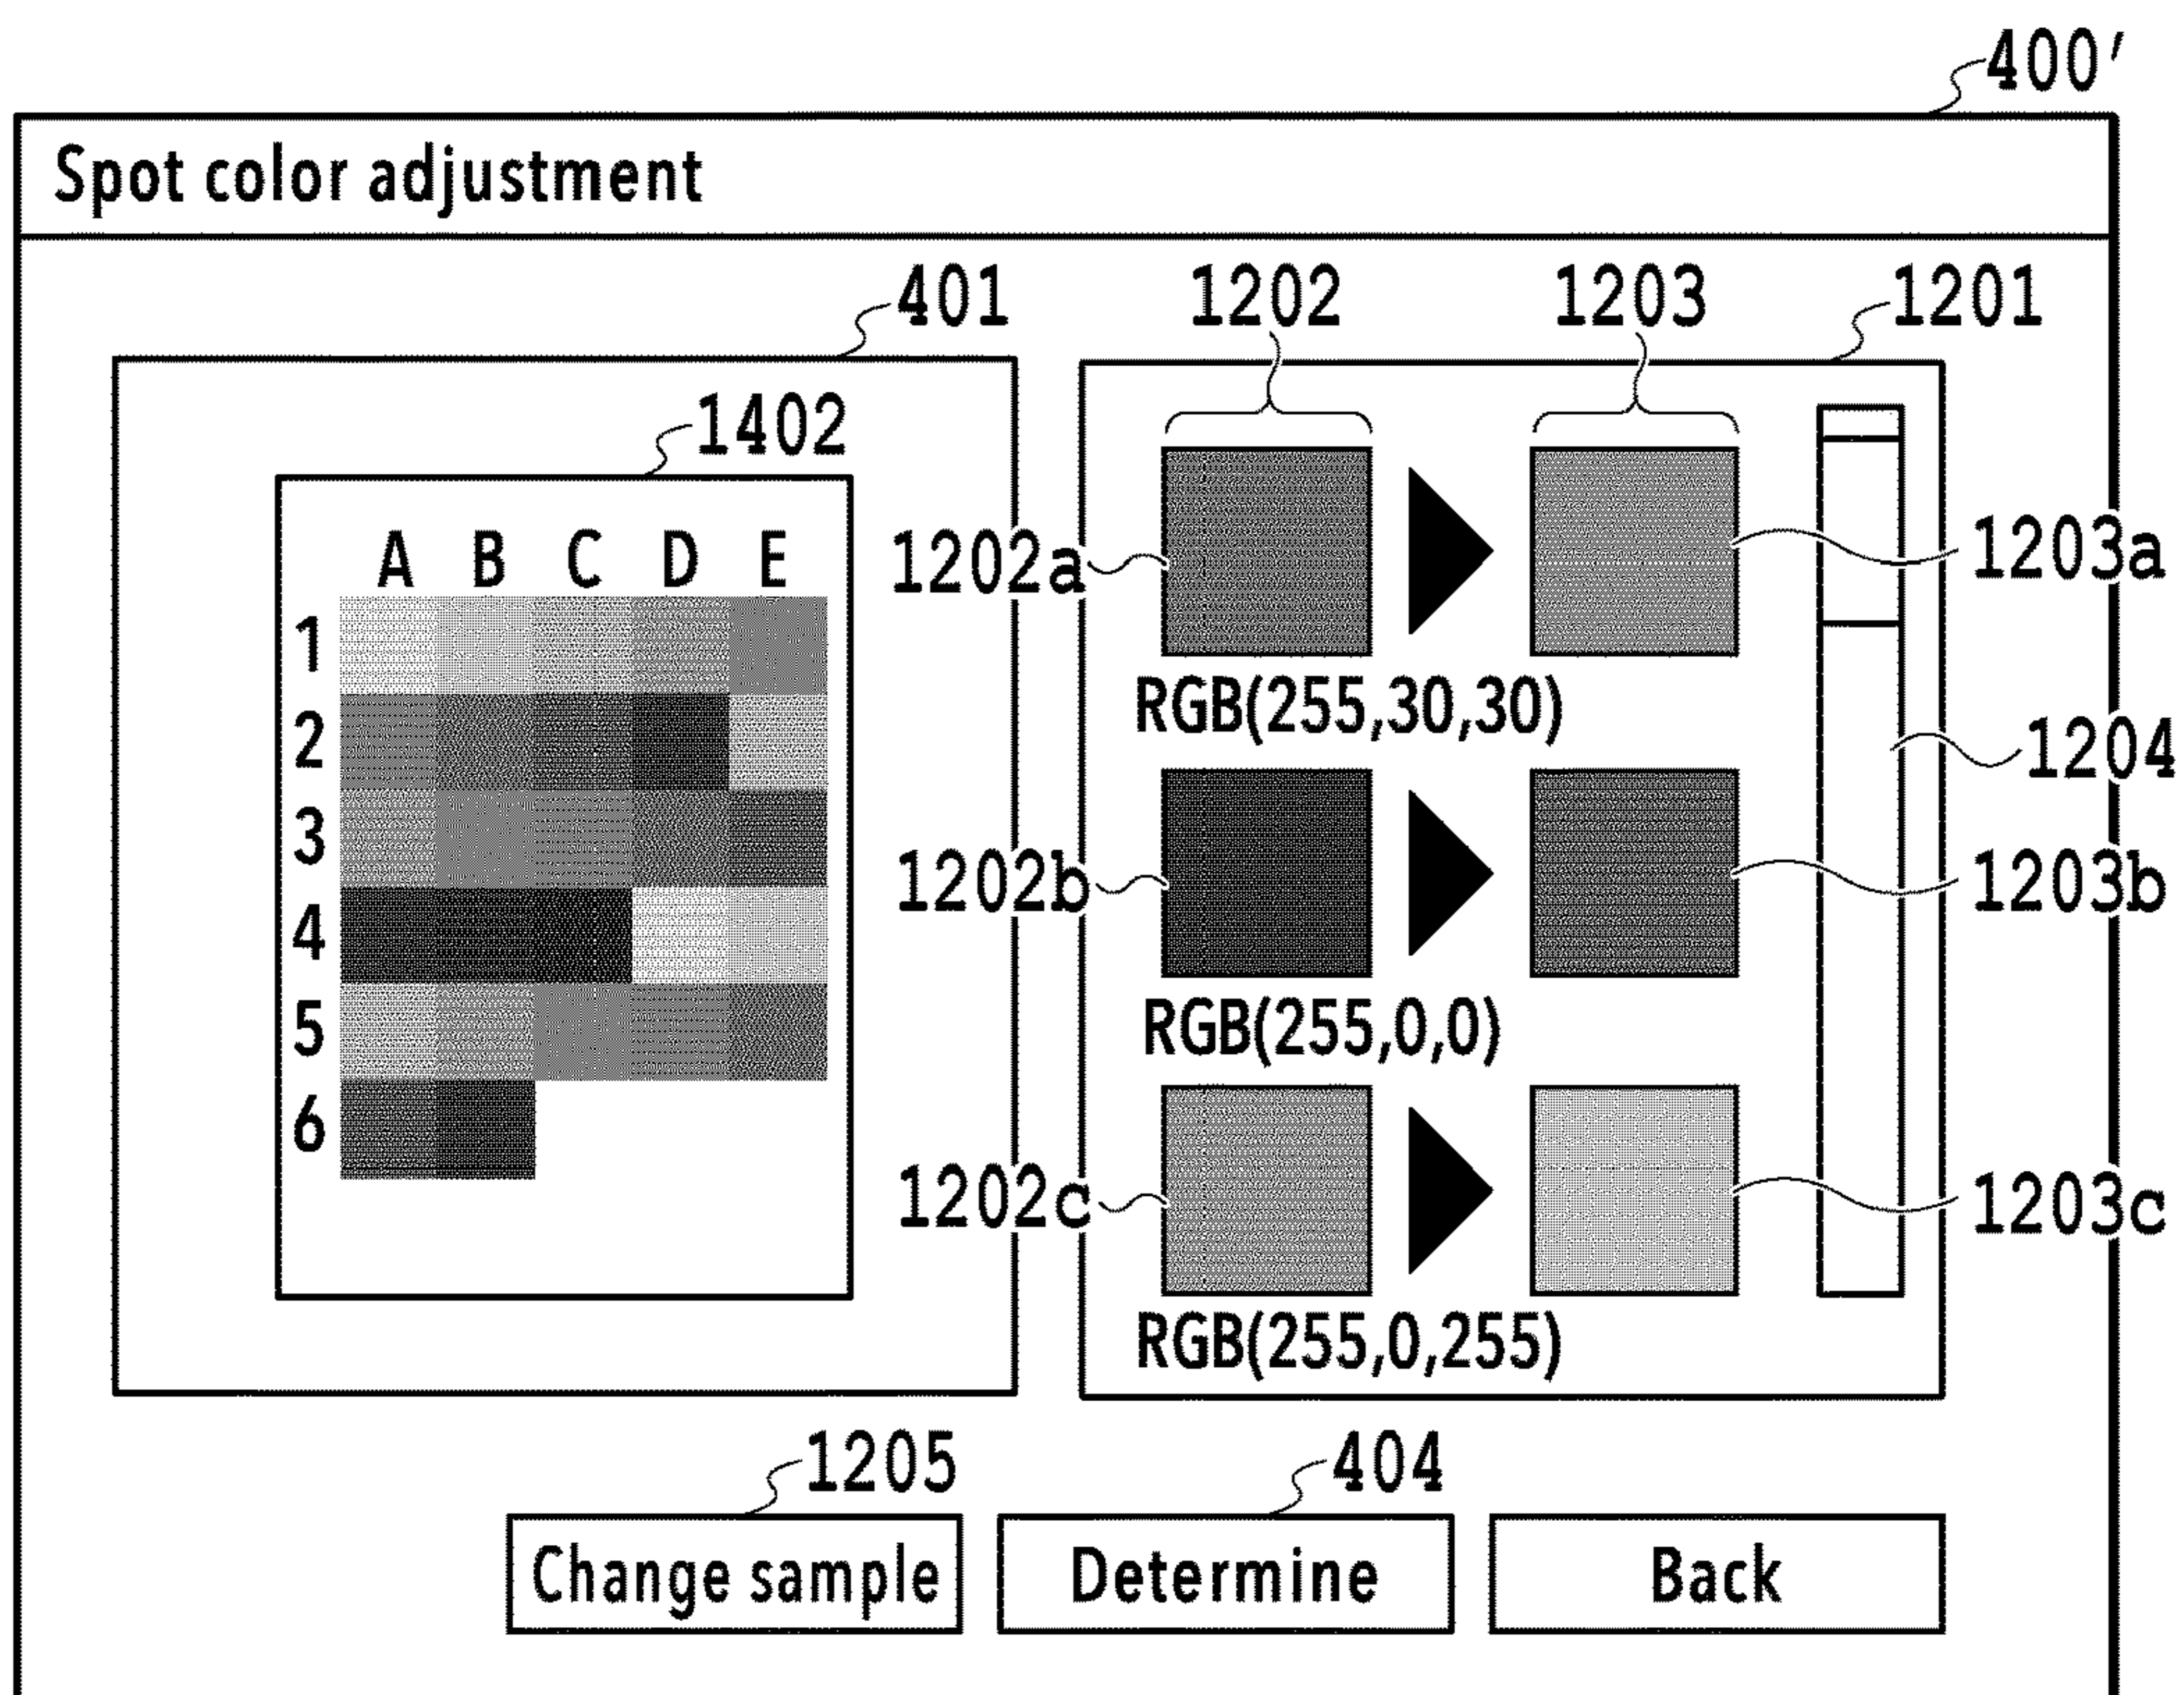 400′
Spot color adjustment
401
1202
1203
1201
1402
A B C D E
1202a
1203a
1
RGB(255,30,30)
2
1204
3
1202b
1203b
4
RGB(255,0,0)
5
6
1202c
1203c
RGB(255,0,255)
1205
404
Change sample
Determine
Back